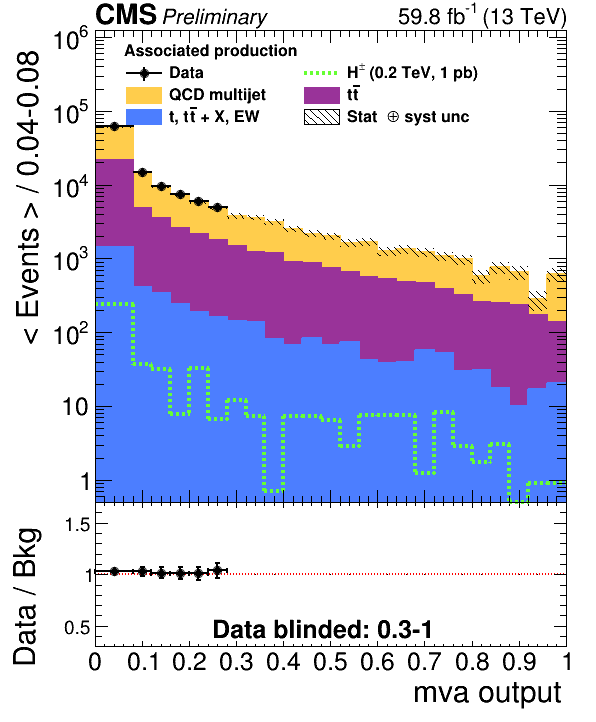 CMS Preliminary 59.8 fb⁻¹ (13 TeV)
Associated production
Data
H± (0.2 TeV, 1 pb)
QCD multijet
tt̄
t, tt̄ + X, EW
Stat ⊕ syst unc
< Events > / 0.04-0.08
10⁶
10⁵
10⁴
10³
10²
10
1
Data / Bkg
1.5
1
0.5
Data blinded: 0.3-1
0 0.1 0.2 0.3 0.4 0.5 0.6 0.7 0.8 0.9 1
mva output